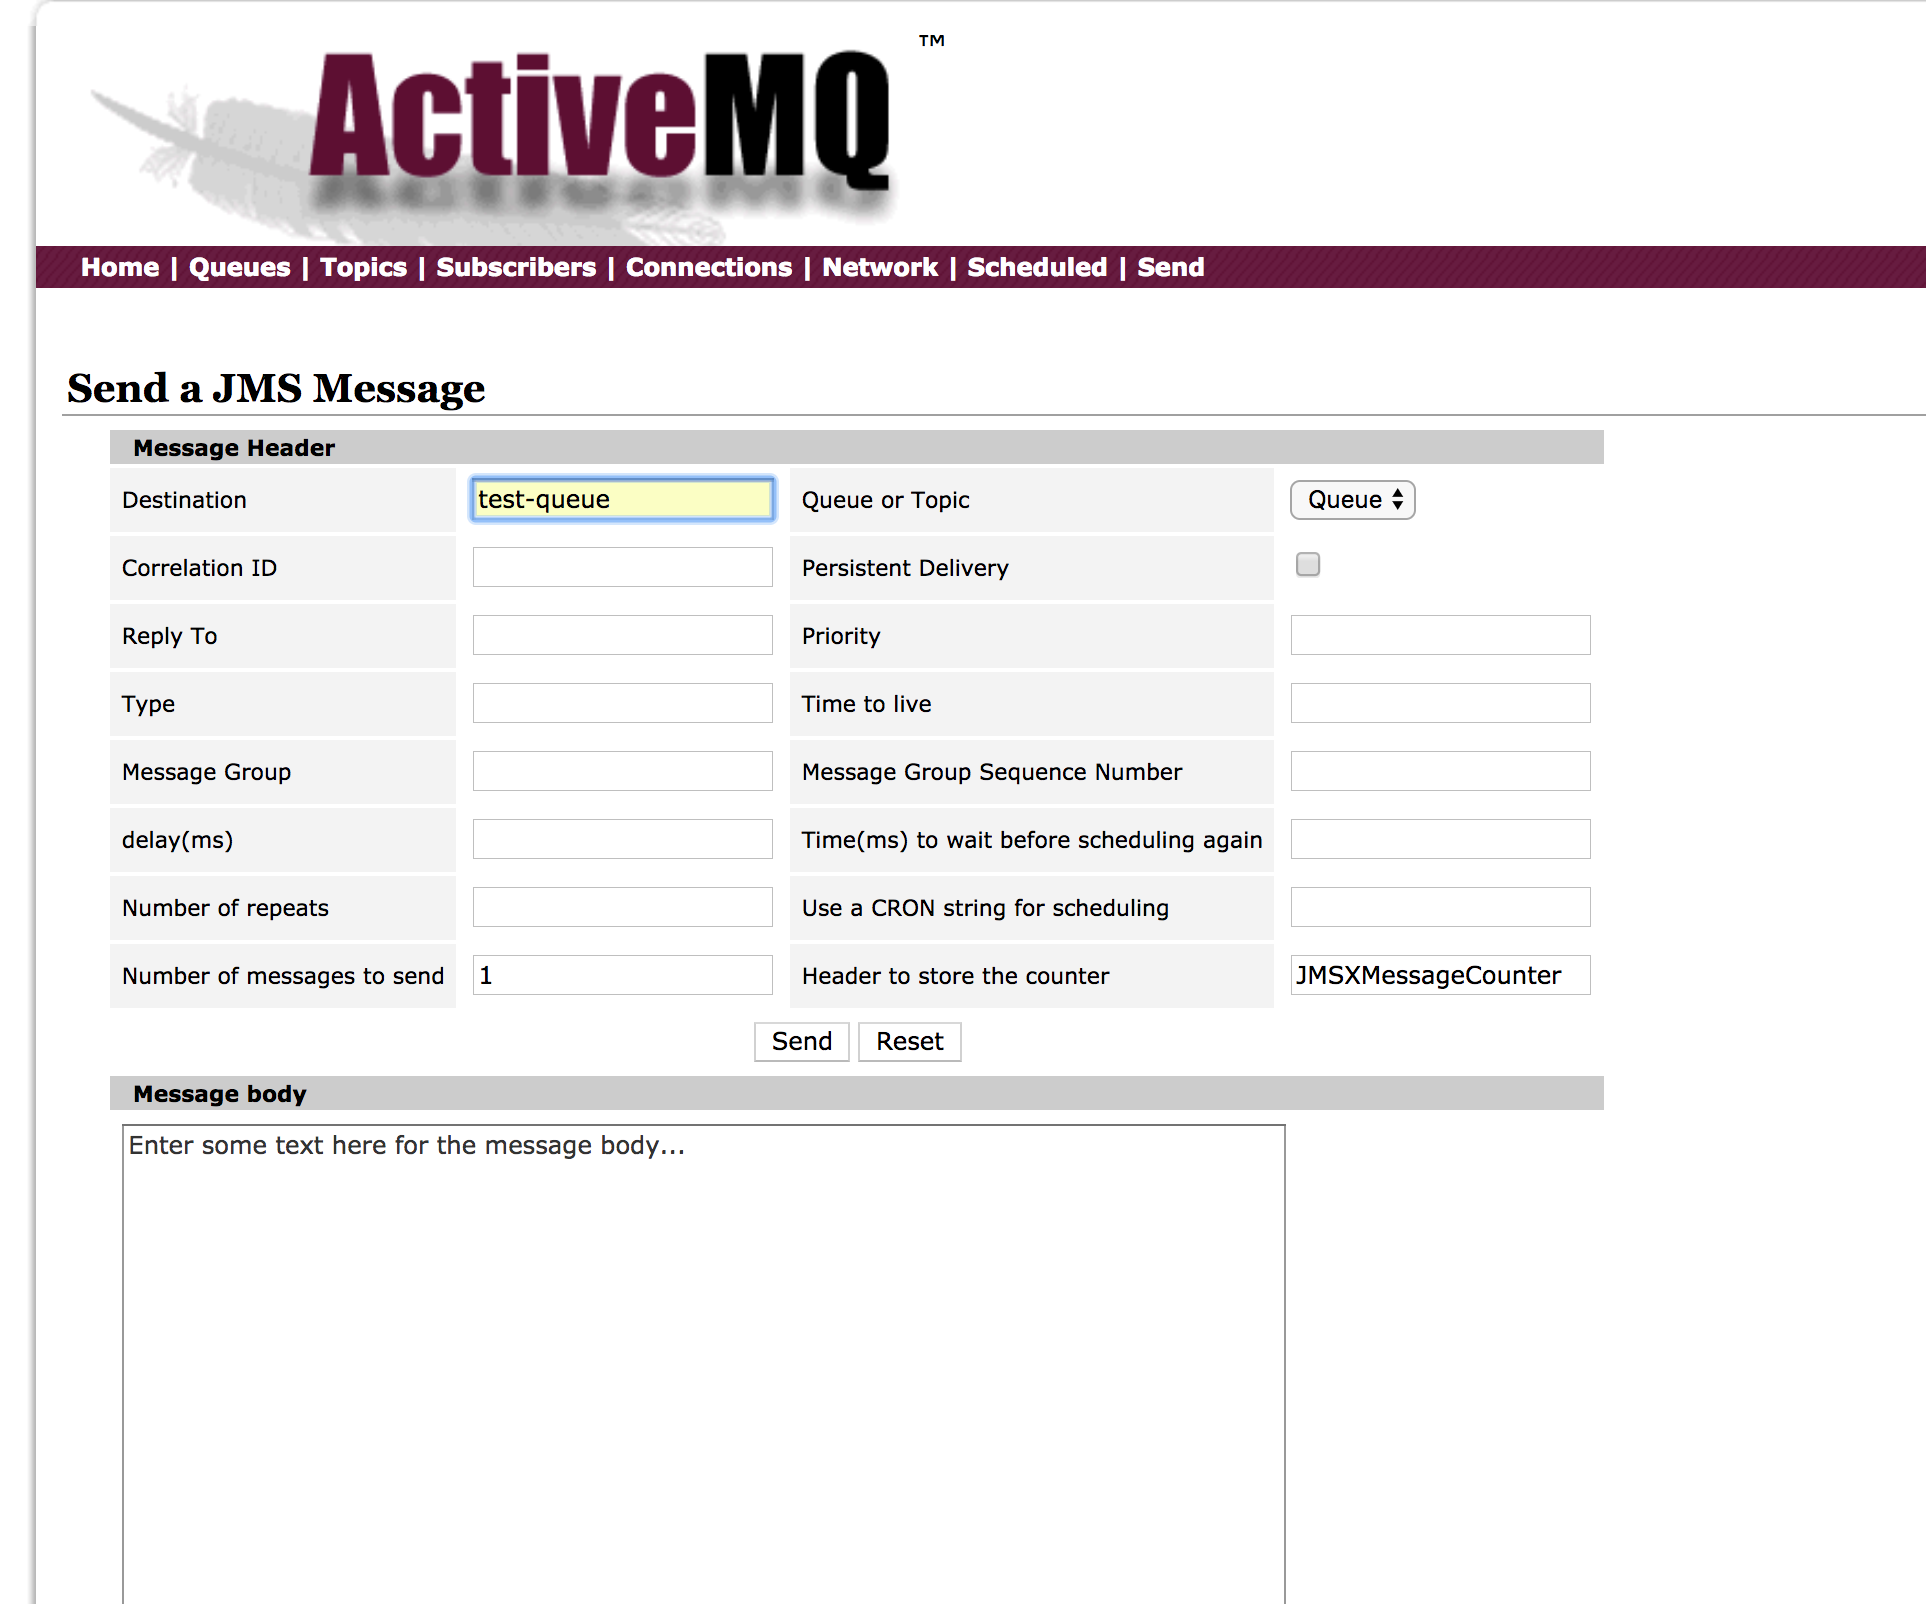 ActiveMQ ™
Home | Queues | Topics | Subscribers | Connections | Network | Scheduled | Send
Send a JMS Message
Message Header
Destination test-queue Queue or Topic Queue
Correlation ID Persistent Delivery
Reply To Priority
Type Time to live
Message Group Message Group Sequence Number
delay(ms) Time(ms) to wait before scheduling again
Number of repeats Use a CRON string for scheduling
Number of messages to send 1 Header to store the counter JMSXMessageCounter
Send Reset
Message body
Enter some text here for the message body...